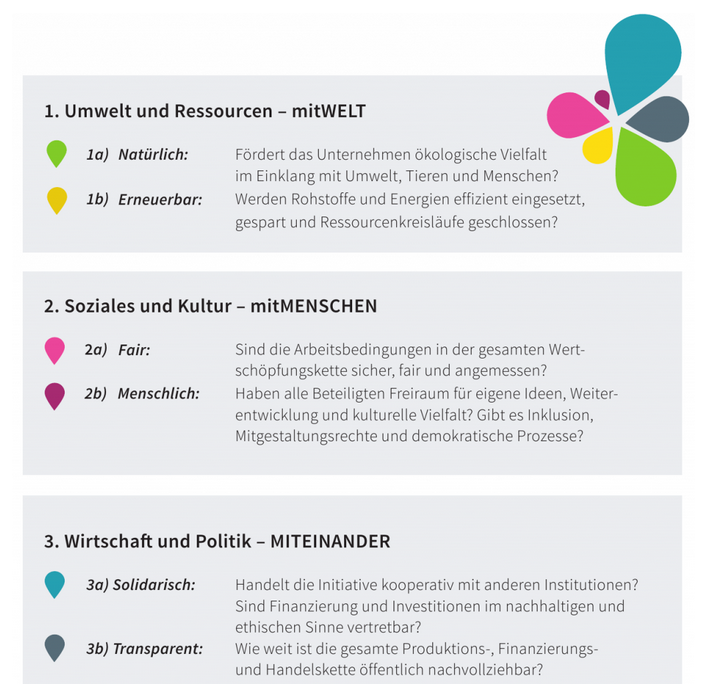 1. Umwelt und Ressourcen – mitWELT
1a) Natürlich: Fördert das Unternehmen ökologische Vielfalt
im Einklang mit Umwelt, Tieren und Menschen?
1b) Erneuerbar: Werden Rohstoffe und Energien effizient eingesetzt,
gespart und Ressourcenkreisläufe geschlossen?
2. Soziales und Kultur – mitMENSCHEN
2a) Fair: Sind die Arbeitsbedingungen in der gesamten Wert-
schöpfungskette sicher, fair und angemessen?
2b) Menschlich: Haben alle Beteiligten Freiraum für eigene Ideen, Weiter-
entwicklung und kulturelle Vielfalt? Gibt es Inklusion,
Mitgestaltungsrechte und demokratische Prozesse?
3. Wirtschaft und Politik – MITEINANDER
3a) Solidarisch: Handelt die Initiative kooperativ mit anderen Institutionen?
Sind Finanzierung und Investitionen im nachhaltigen und
ethischen Sinne vertretbar?
3b) Transparent: Wie weit ist die gesamte Produktions-, Finanzierungs-
und Handelskette öffentlich nachvollziehbar?